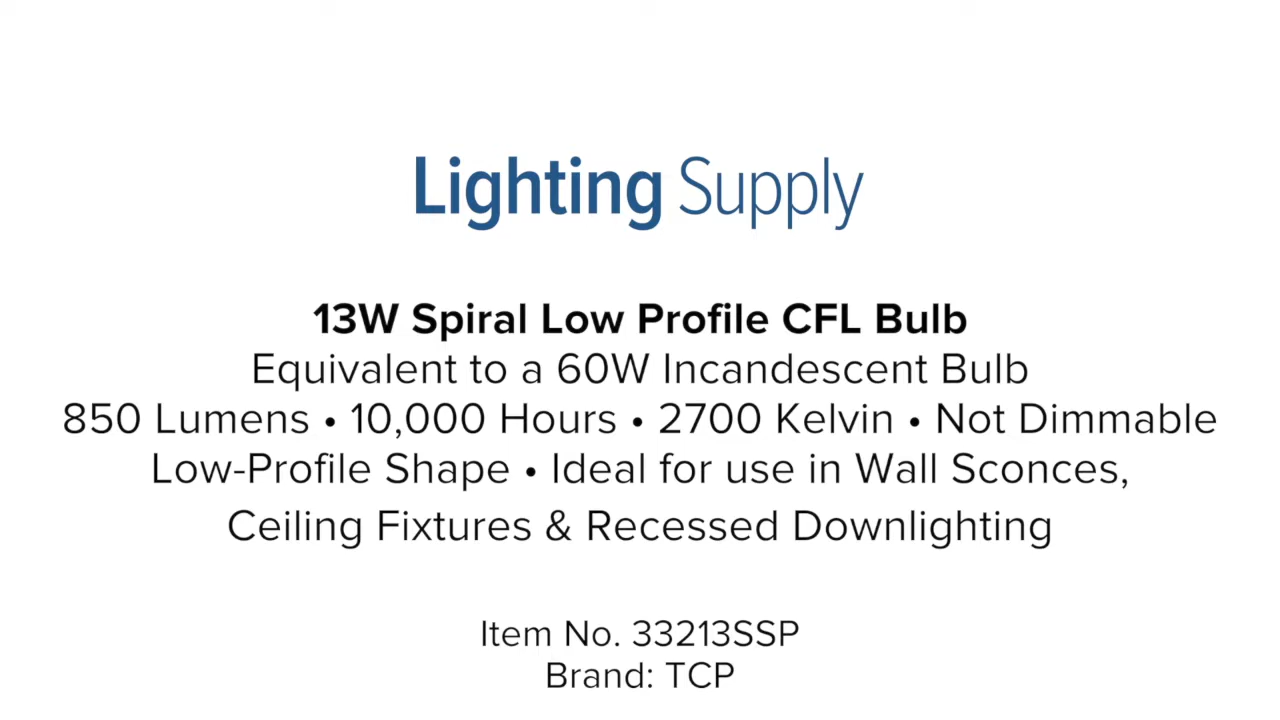 Lighting Supply
13W Spiral Low Profile CFL Bulb
Equivalent to a 60W Incandescent Bulb
850 Lumens • 10,000 Hours • 2700 Kelvin • Not Dimmable
Low-Profile Shape • Ideal for use in Wall Sconces,
Ceiling Fixtures & Recessed Downlighting
Item No. 33213SSP
Brand: TCP